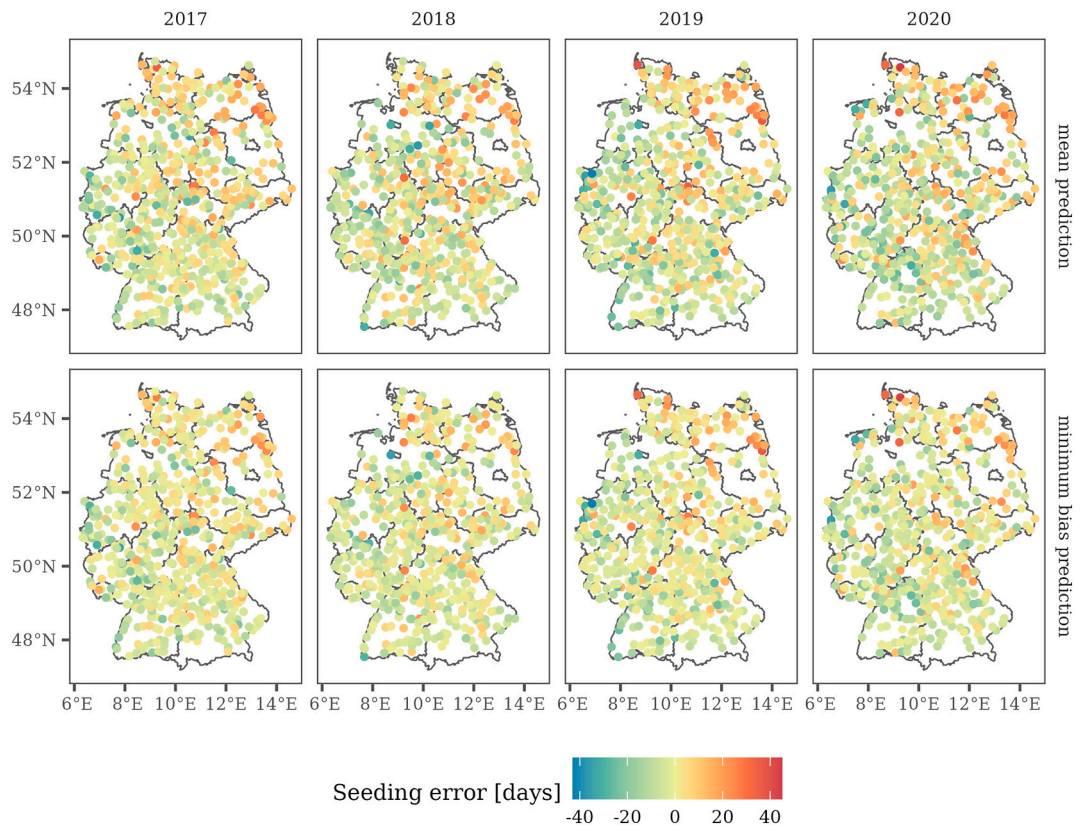 2017 2018 2019 2020
54°N
52°N
50°N
48°N
mean prediction
54°N
52°N
50°N
48°N
minimum bias prediction
6°E 8°E 10°E 12°E 14°E 6°E 8°E 10°E 12°E 14°E 6°E 8°E 10°E 12°E 14°E 6°E 8°E 10°E 12°E 14°E
Seeding error [days]
-40 -20 0 20 40